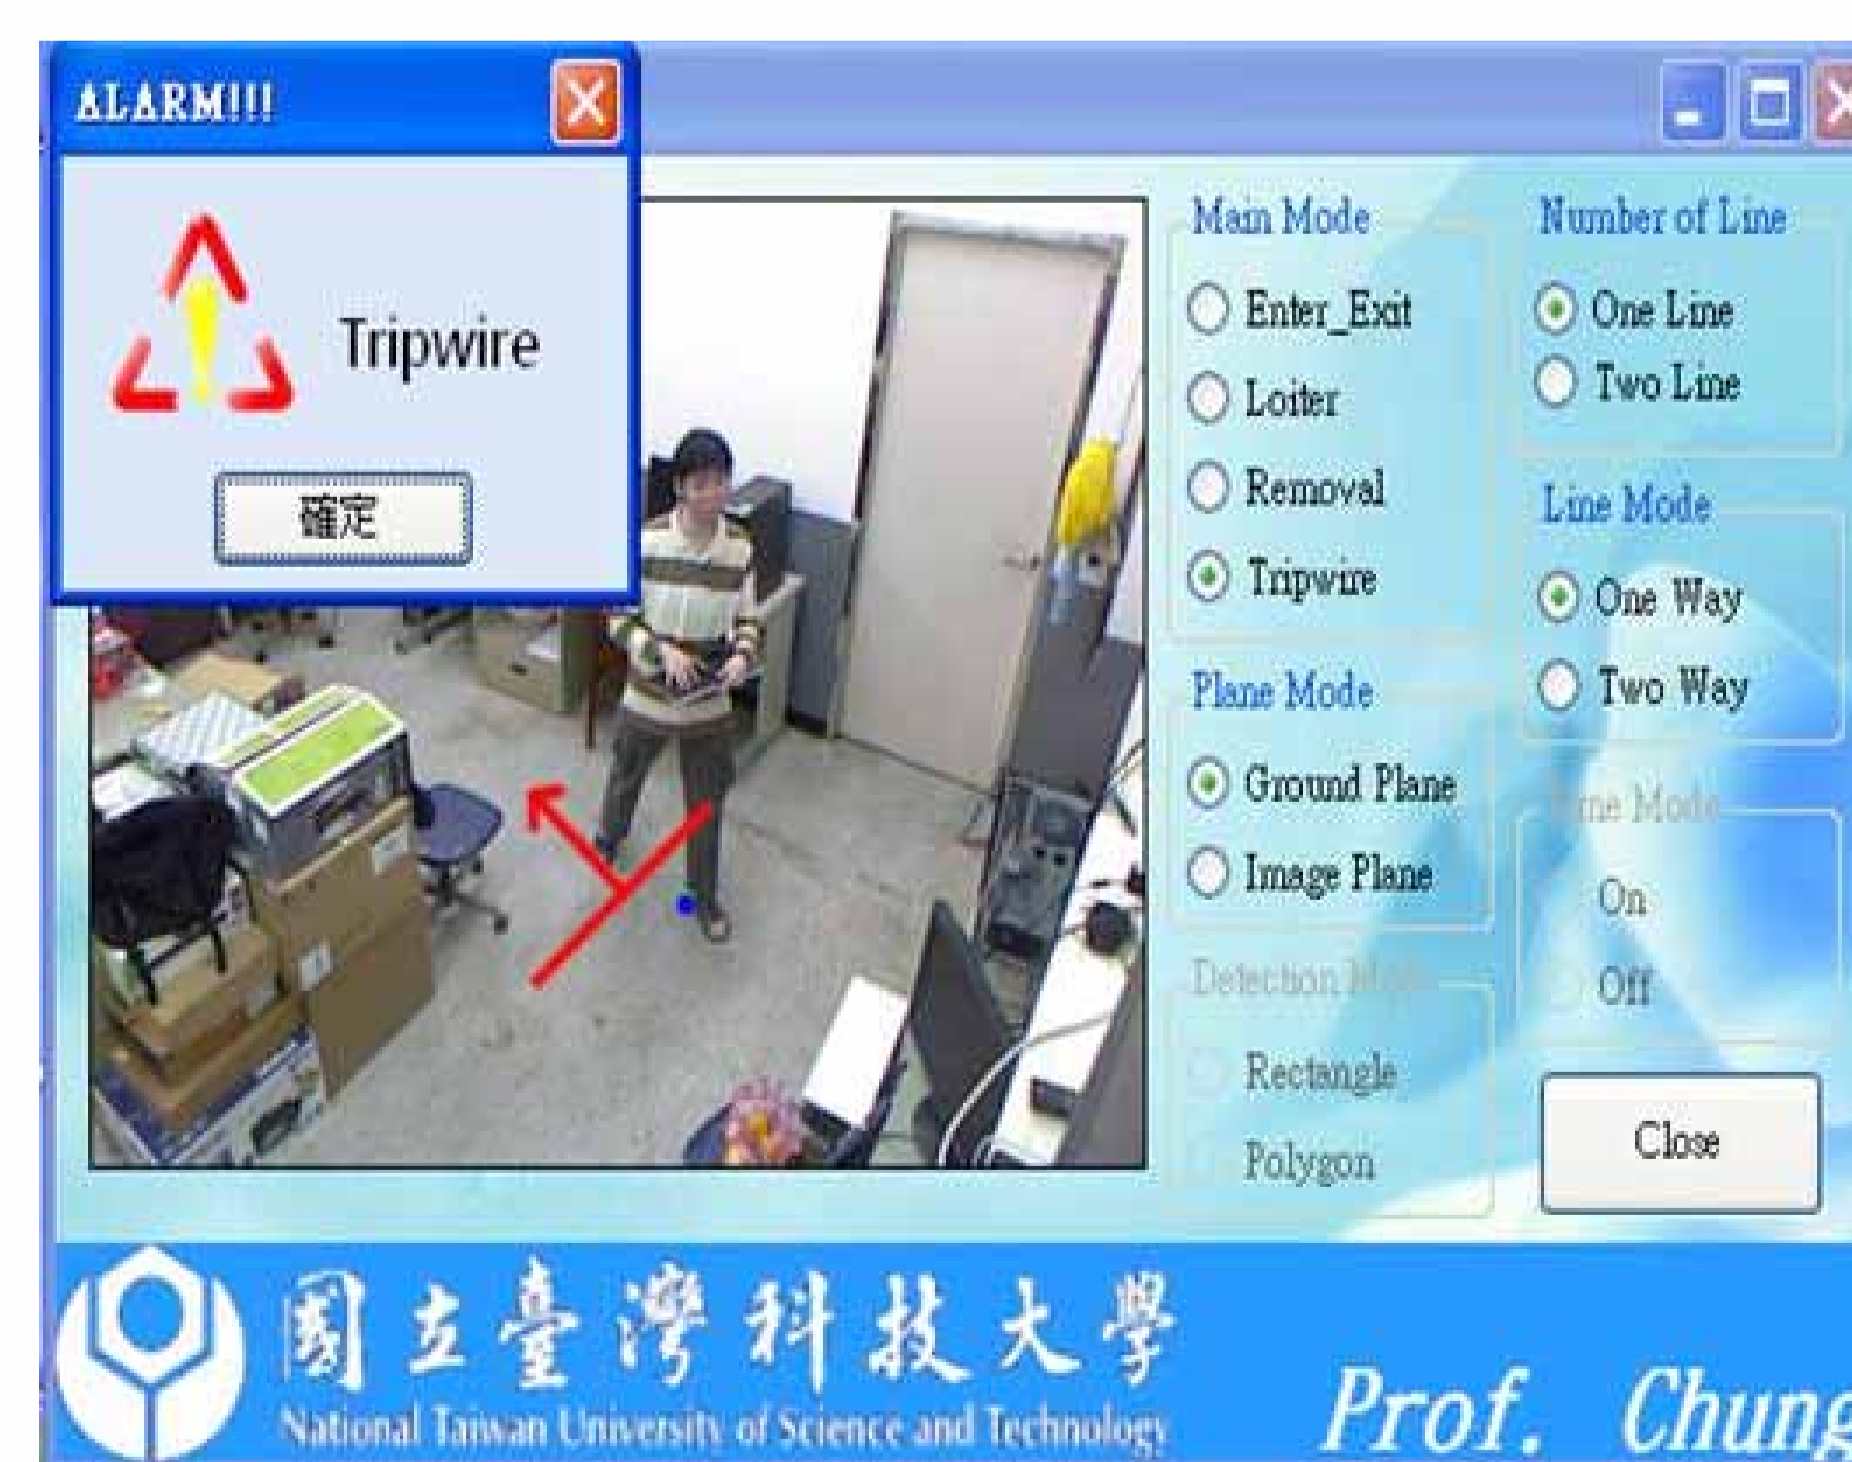 ALARM!!!
Tripwire
確定
Main Mode
Enter_Exit
Loiter
Removal
Tripwire
Plane Mode
Ground Plane
Image Plane
Detection
Rectangle
Polygon
Number of Line
One Line
Two Line
Line Mode
One Way
Two Way
Mode
On
Off
Close
國立臺灣科技大學
National Taiwan University of Science and Technology
Prof. Chung